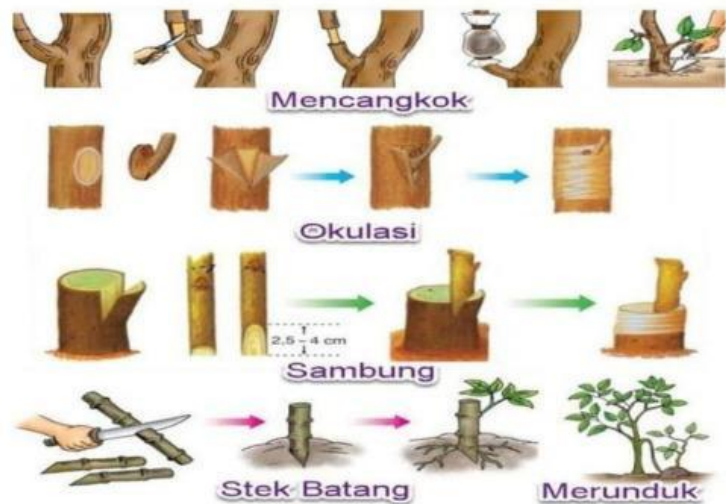 Mencangkok
Okulasi
2,5 - 4 cm
Sambung
Stek Batang
Merunduk